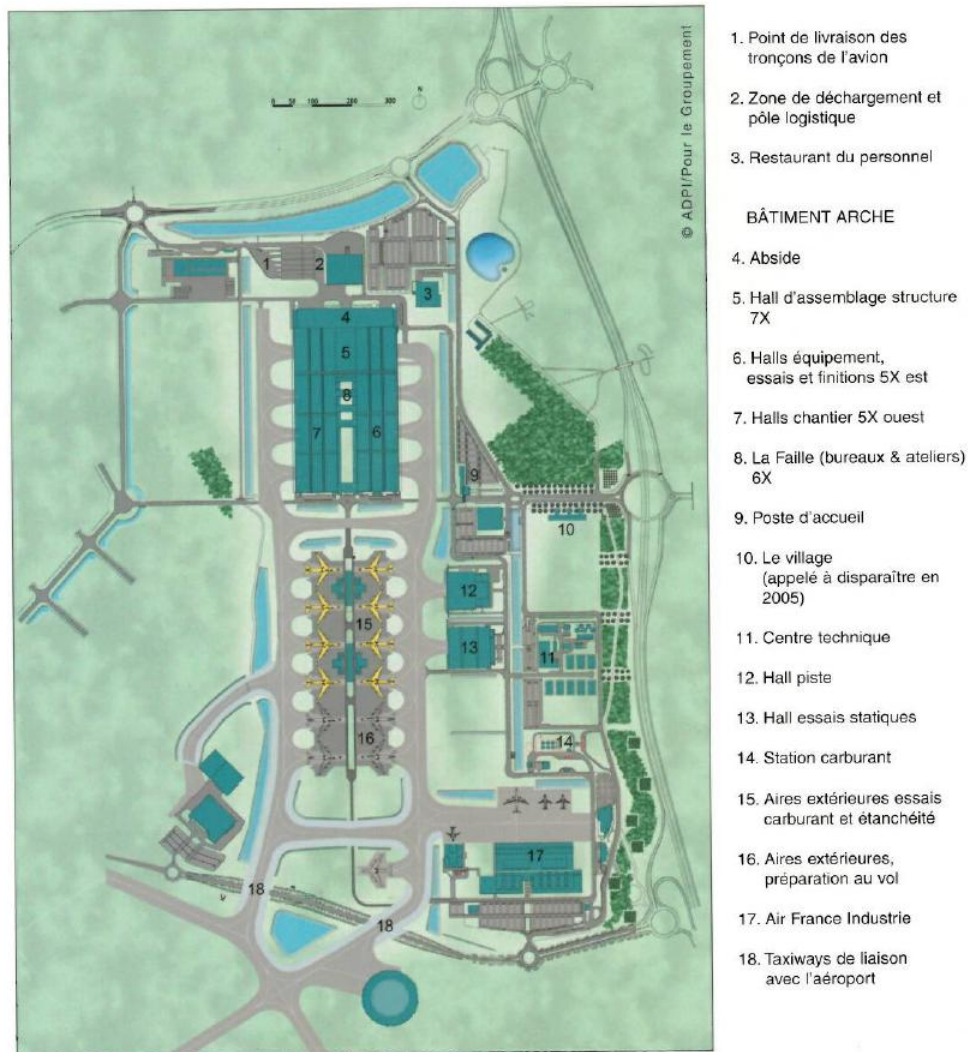 © ADPI/Pour le Groupement
0 50 100 200 300
N
1
2
3
4
5
8
7
6
9
10
12
15
13
11
16
14
17
18
18
1. Point de livraison des
tronçons de l'avion
2. Zone de déchargement et
pôle logistique
3. Restaurant du personnel
BÂTIMENT ARCHE
4. Abside
5. Hall d'assemblage structure
7X
6. Halls équipement,
essais et finitions 5X est
7. Halls chantier 5X ouest
8. La Faille (bureaux & ateliers)
6X
9. Poste d'accueil
10. Le village
(appelé à disparaître en
2005)
11. Centre technique
12. Hall piste
13. Hall essais statiques
14. Station carburant
15. Aires extérieures essais
carburant et étanchéité
16. Aires extérieures,
préparation au vol
17. Air France Industrie
18. Taxiways de liaison
avec l'aéroport